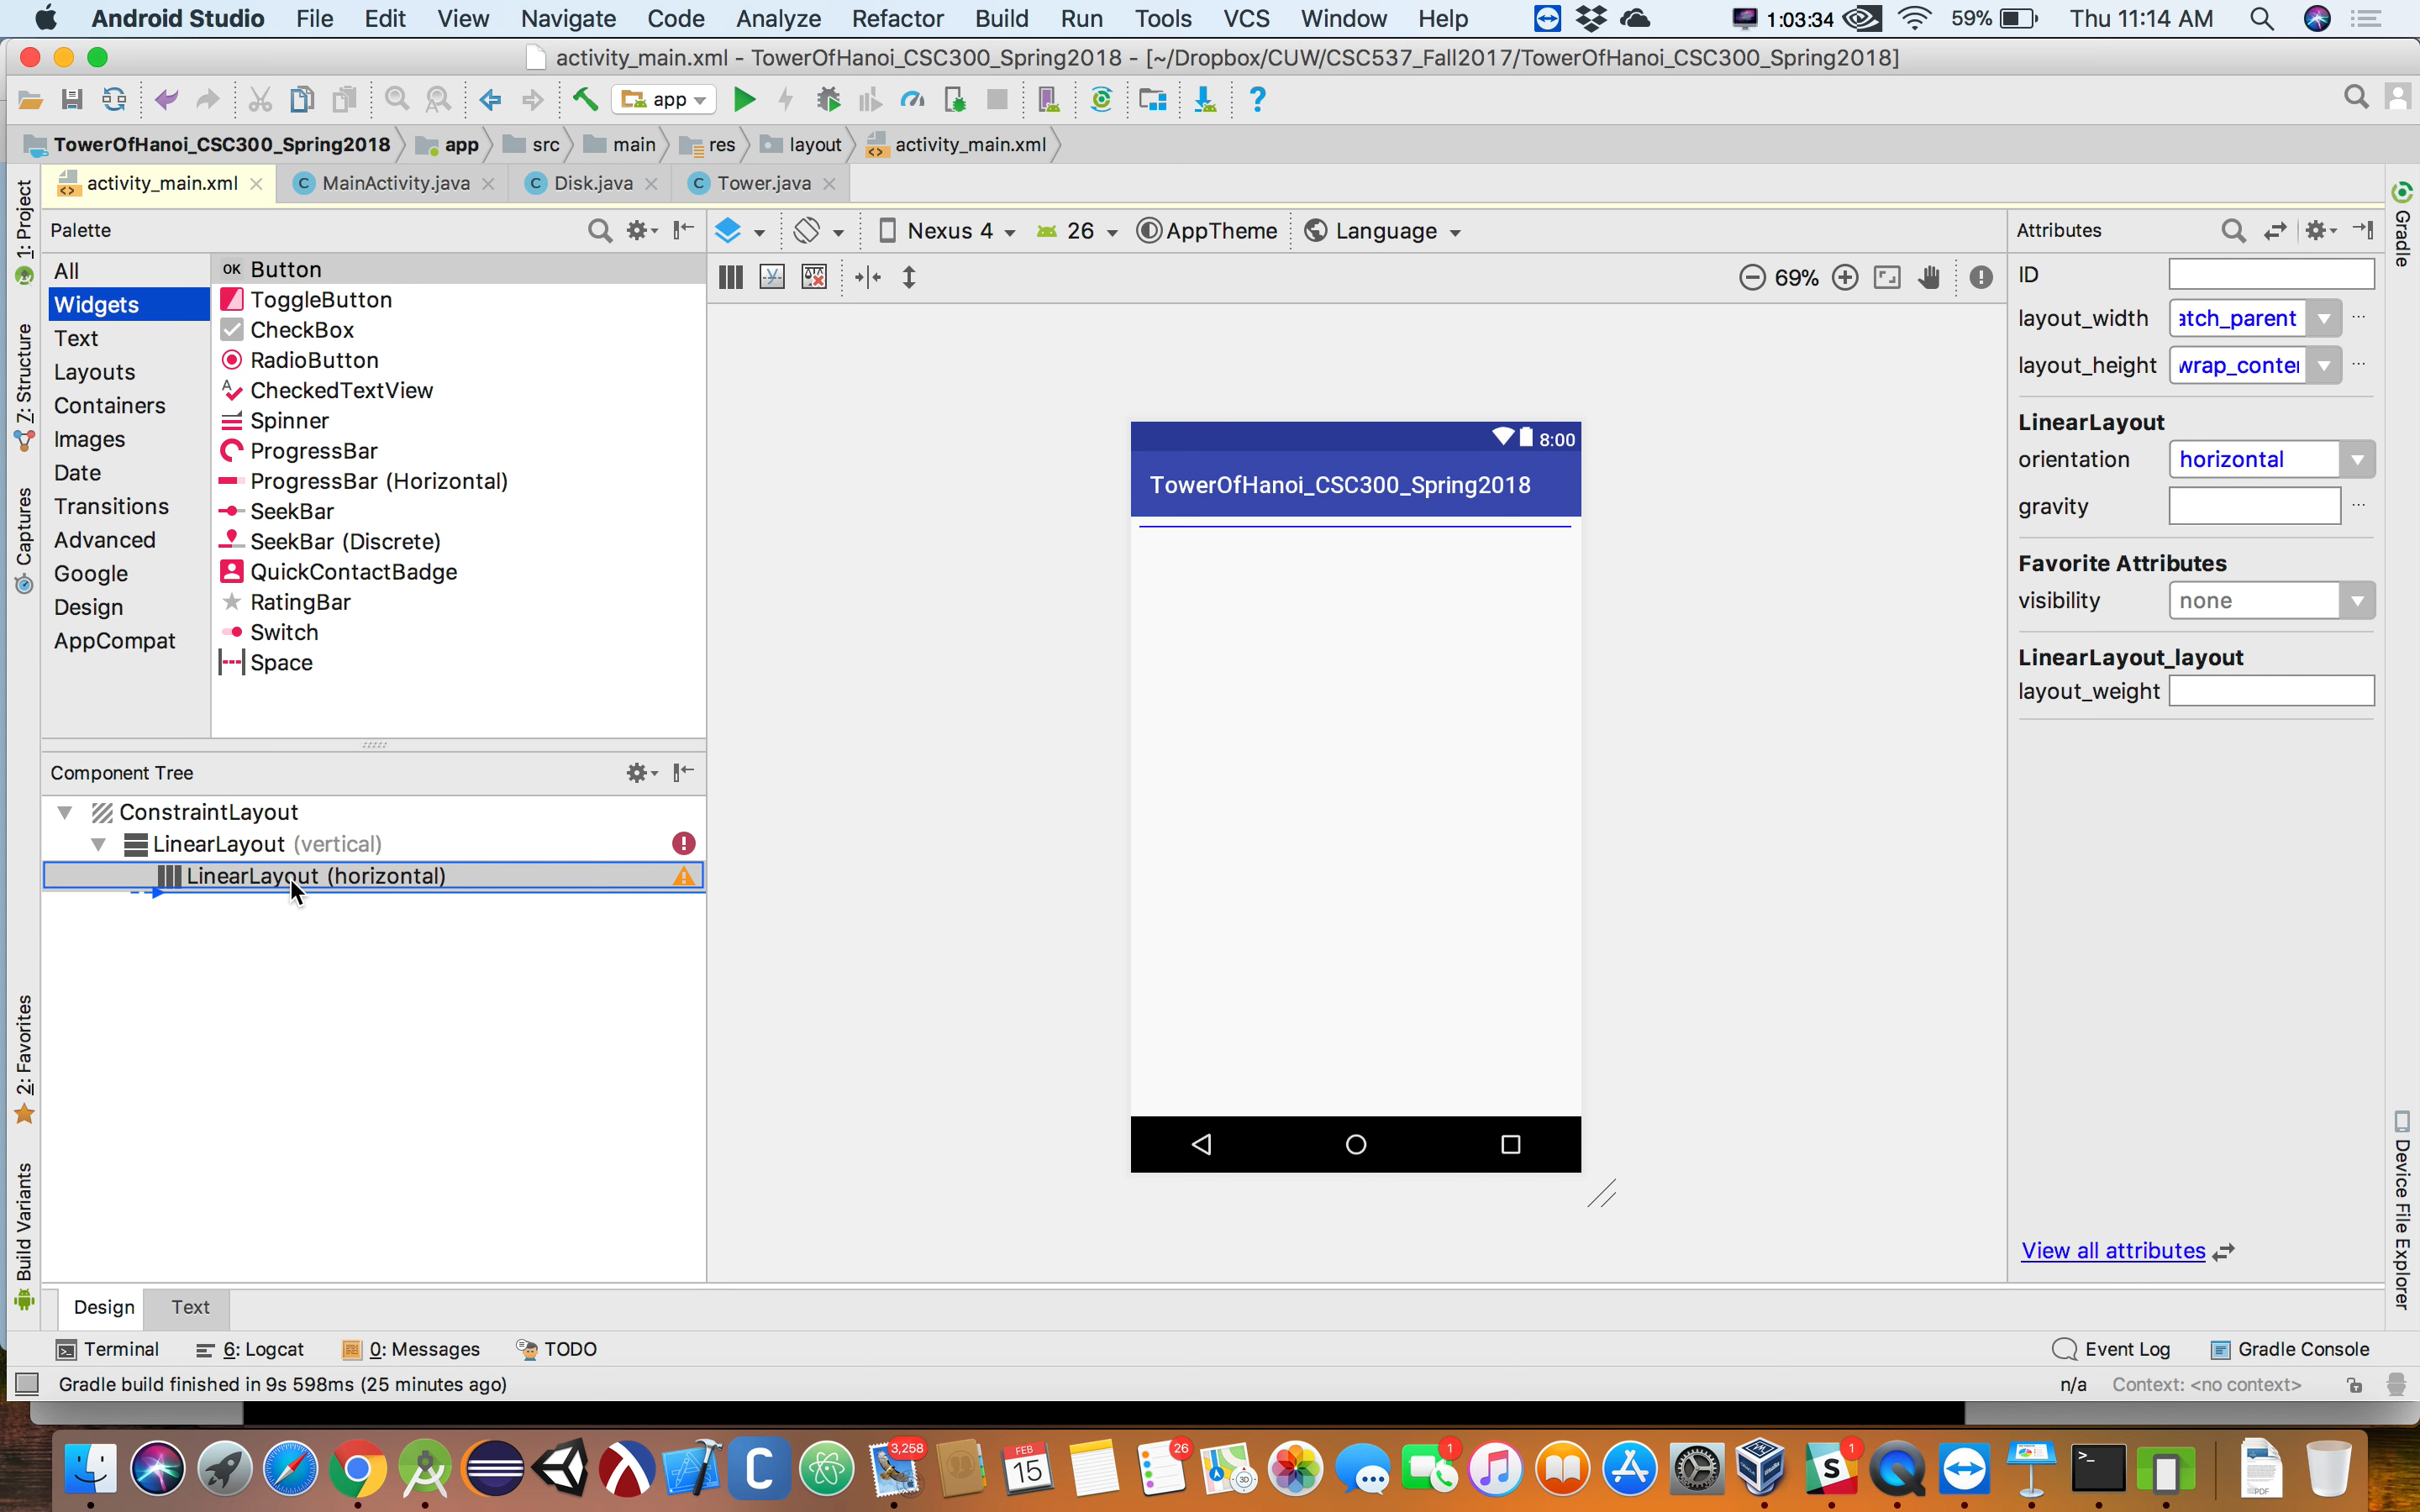 Android Studio File Edit View Navigate Code Analyze Refactor Build Run Tools VCS Window Help 1:03:34 59% Thu 11:14 AM
activity_main.xml - TowerOfHanoi_CSC300_Spring2018 - [~/Dropbox/CUW/CSC537_Fall2017/TowerOfHanoi_CSC300_Spring2018]
app
TowerOfHanoi_CSC300_Spring2018 app src main res layout activity_main.xml
activity_main.xml MainActivity.java Disk.java Tower.java
1: Project
Z: Structure
Captures
2: Favorites
Build Variants
Palette
All
Widgets
Text
Layouts
Containers
Images
Date
Transitions
Advanced
Google
Design
AppCompat
OK Button
ToggleButton
CheckBox
RadioButton
CheckedTextView
Spinner
ProgressBar
ProgressBar (Horizontal)
SeekBar
SeekBar (Discrete)
QuickContactBadge
RatingBar
Switch
Space
Component Tree
ConstraintLayout
LinearLayout (vertical)
LinearLayout (horizontal)
Nexus 4 26 AppTheme Language
69%
8:00
TowerOfHanoi_CSC300_Spring2018
Attributes
ID
layout_width atch_parent ...
layout_height wrap_conte ...
LinearLayout
orientation horizontal
gravity ...
Favorite Attributes
visibility none
LinearLayout_layout
layout_weight
View all attributes
Gradle
Device File Explorer
Design Text
Terminal 6: Logcat 0: Messages TODO Event Log Gradle Console
Gradle build finished in 9s 598ms (25 minutes ago) n/a Context: <no context>
3,258
FEB
15
26
3D
1
1
S
C
>_
PDF